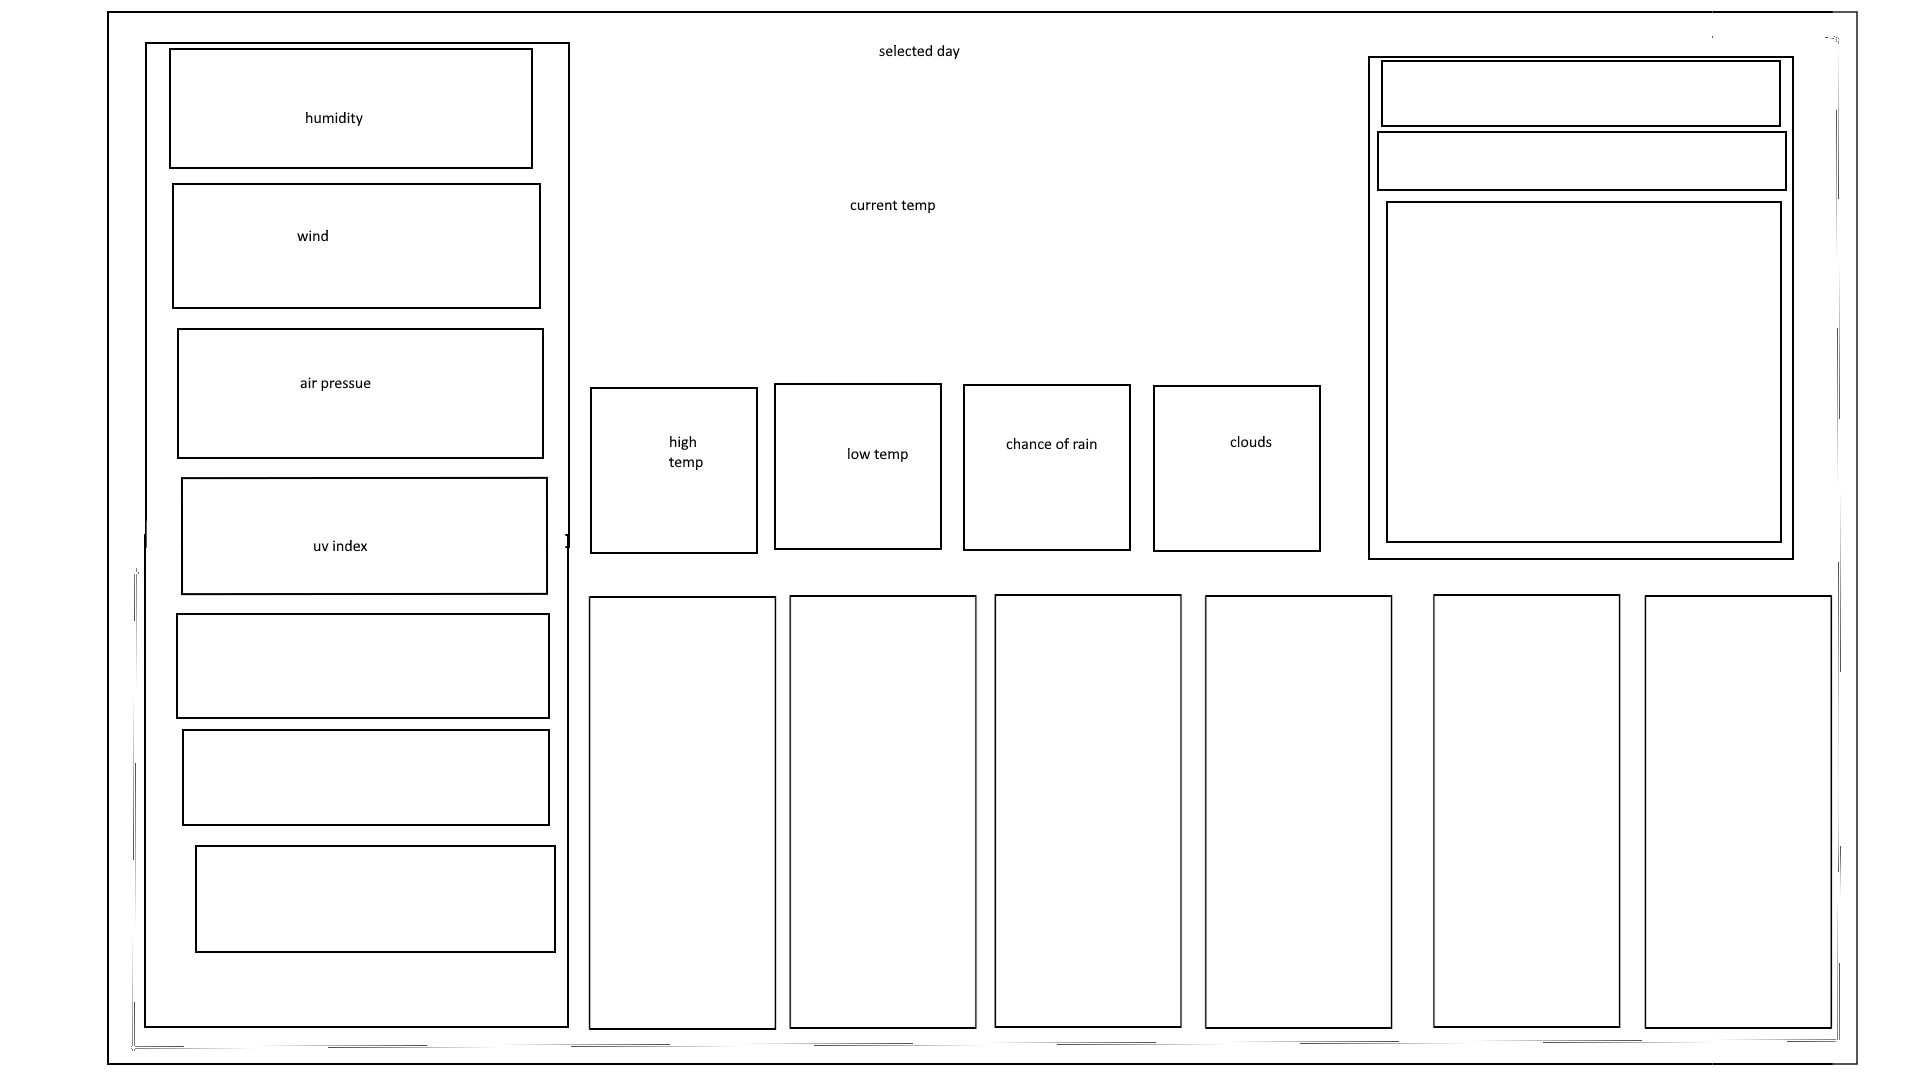 selected day
humidity
current temp
wind
air pressue
high
temp
low temp
chance of rain
clouds
uv index